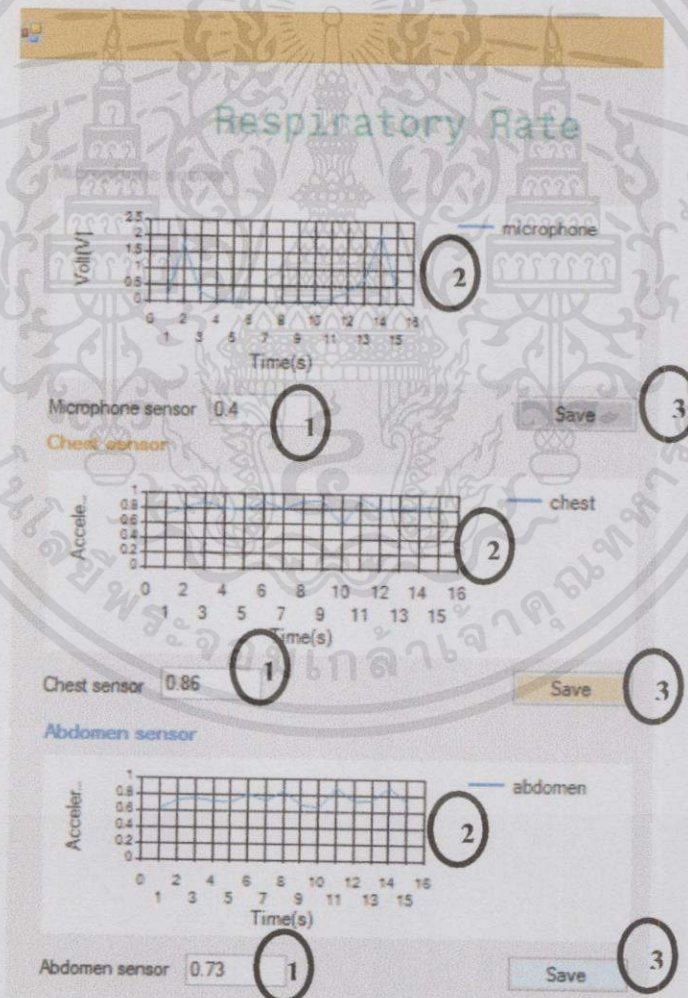 Respiratory Rate
Microphone sensor
Volt[V]
2.5
2
1.5
1
0.5
0
microphone
2
0 2 4 6 8 10 12 14 16
1 3 5 7 9 11 13 15
Time(s)
Microphone sensor 0.4 1 Save 3
Chest sensor
Accele...
1
0.8
0.6
0.4
0.2
0
chest
2
0 2 4 6 8 10 12 14 16
1 3 5 7 9 11 13 15
Time(s)
Chest sensor 0.86 1 Save 3
Abdomen sensor
Acceler...
1
0.8
0.6
0.4
0.2
0
abdomen
2
0 2 4 6 8 10 12 14 16
1 3 5 7 9 11 13 15
Time(s)
Abdomen sensor 0.73 1 Save 3